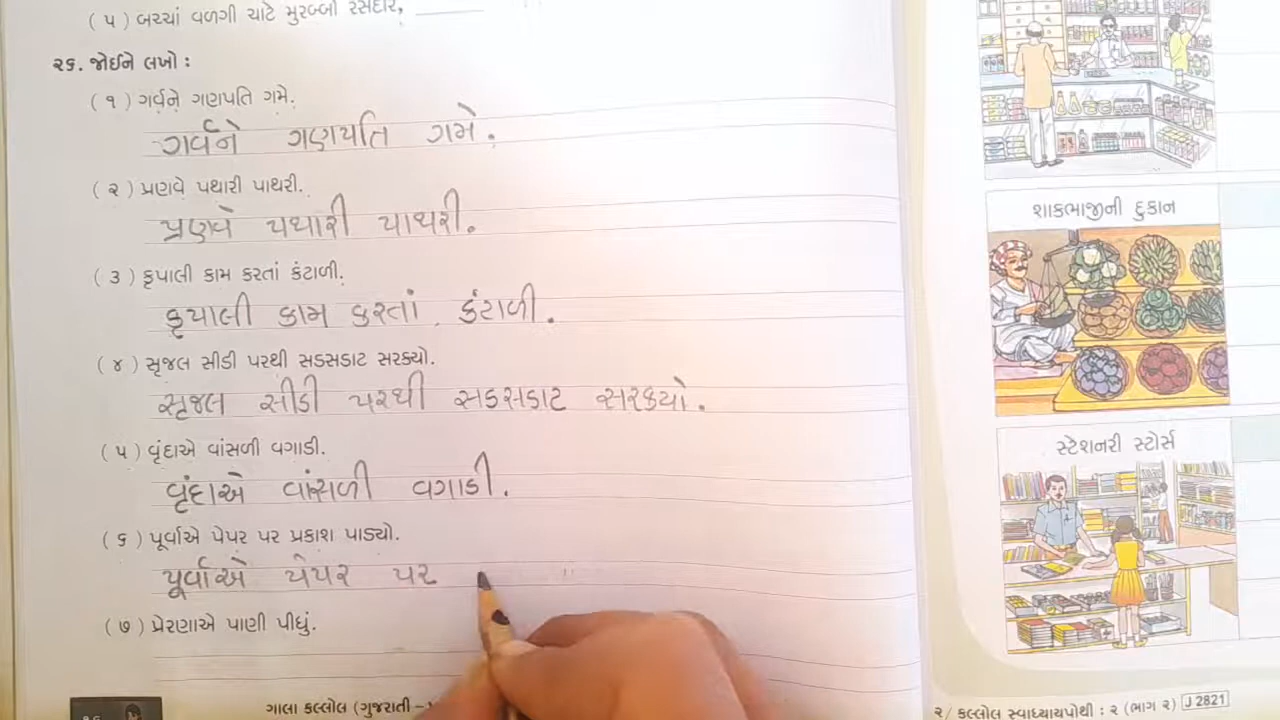 (૫) બચ્ચાં વળગી ચાટે મુરબ્બો રસદાર,
૨૬. જોઈને લખો :
(૧) ગર્વને ગણપતિ ગમે.
ગર્વને ગણપતિ ગમે.
(૨) પ્રણવે પથારી પાથરી.
પ્રણવે પથારી પાથરી.
(૩) કૃપાલી કામ કરતાં કંટાળી.
કૃપાલી કામ કરતાં કંટાળી.
(૪) સૃજલ સીડી પરથી સડસડાટ સરક્યો.
સૃજલ સીડી પરથી સડસડાટ સરક્યો.
(૫) વૃંદાએ વાંસળી વગાડી.
વૃંદાએ વાંસળી વગાડી.
(૬) પૂર્વાએ પેપર પર પ્રકાશ પાડ્યો.
પૂર્વાએ પેપર પર
(૭) પ્રેરણાએ પાણી પીધું.
ગાલા કલ્લોલ (ગુજરાતી –
શાકભાજીની દુકાન
સ્ટેશનરી સ્ટોર્સ
૨/ કલ્લોલ સ્વાધ્યાયપોથી : ૨ (ભાગ ૨) J 2821